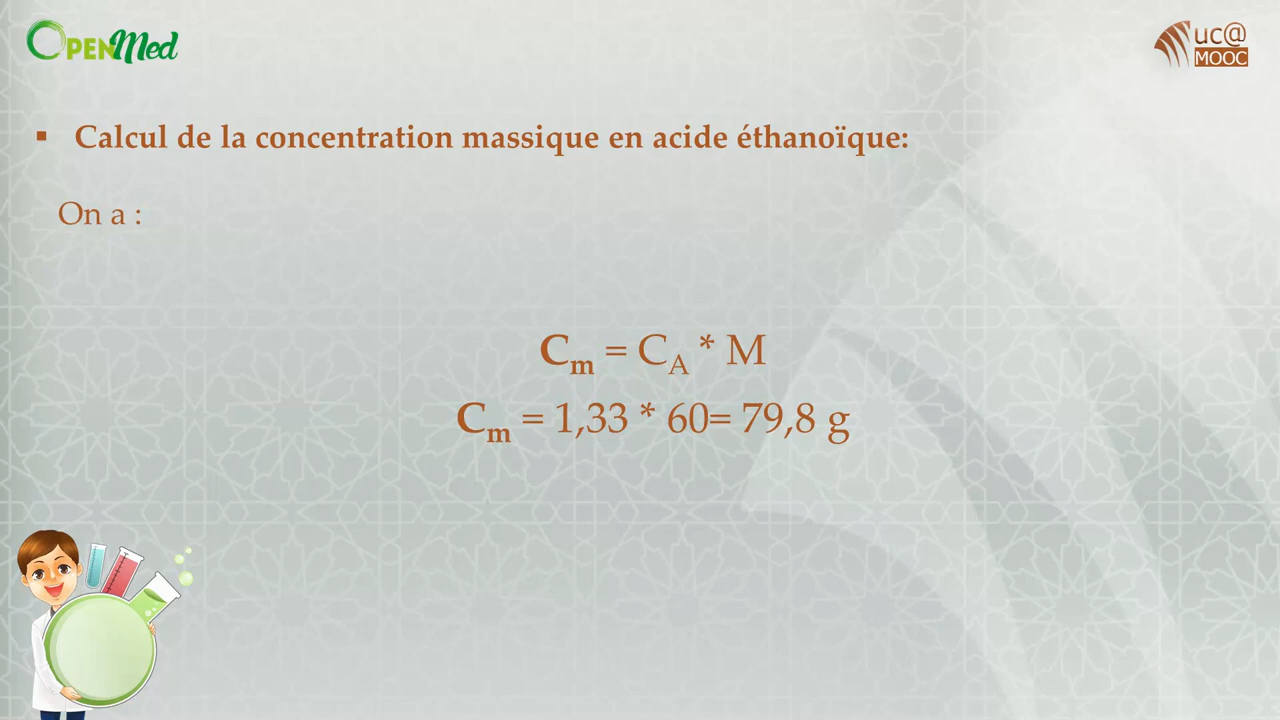 OPENMed
uc@
MOOC
▪ Calcul de la concentration massique en acide éthanoïque:
On a :
Cm = CA * M
Cm = 1,33 * 60= 79,8 g